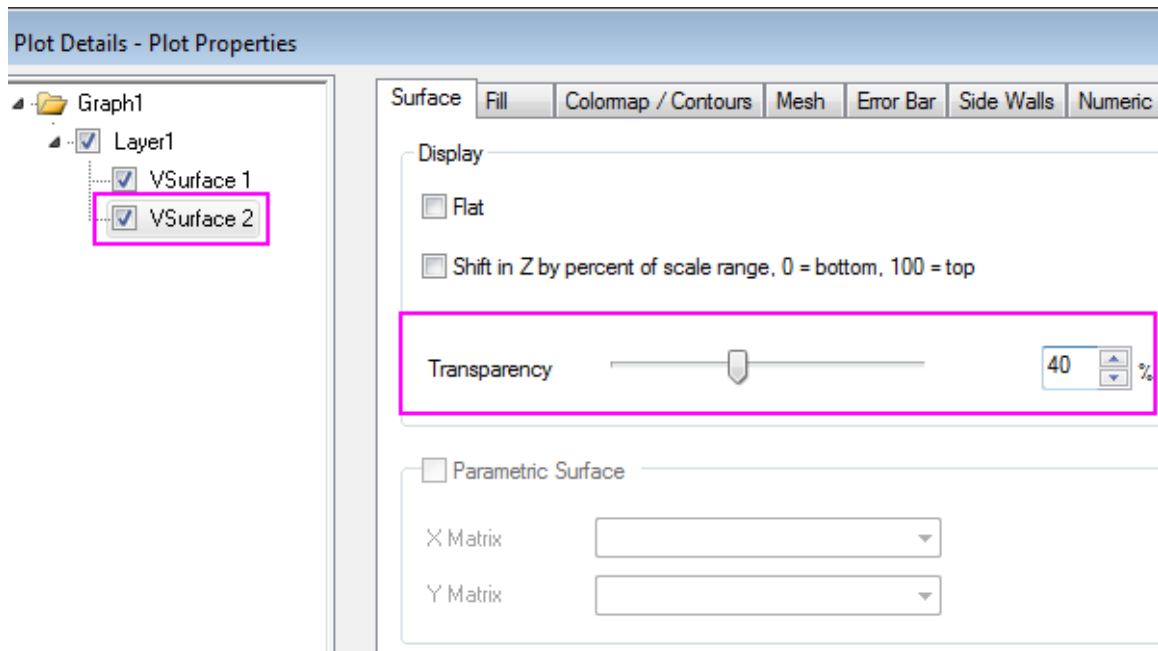 Plot Details - Plot Properties
Graph1
Layer1
VSurface 1
VSurface 2
Surface Fill Colormap / Contours Mesh Error Bar Side Walls Numeric
Display
Flat
Shift in Z by percent of scale range, 0 = bottom, 100 = top
Transparency 40 %
Parametric Surface
X Matrix
Y Matrix